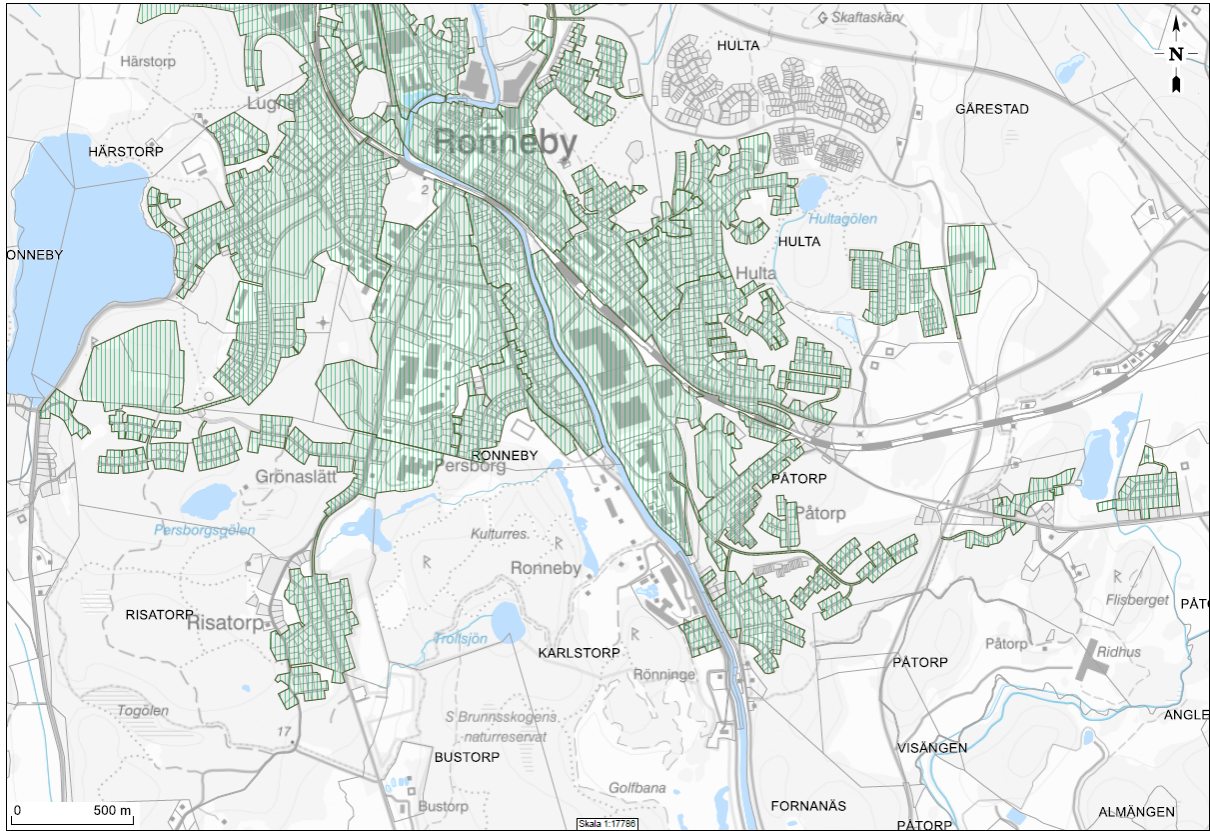 Skaftaskärv
HULTA
N
Härstorp
GÄRESTAD
Lugnet
Ronneby
HÄRSTORP
2
Hultagölen
HULTA
ONNEBY
Hulta
RONNEBY
Persborg
Grönaslätt
PÅTORP
Påtorp
Persborgsgölen
Kulturres.
R
R
Ronneby
R
Flisberget
RISATORP
Risatorp
PÅTO
Trollsjön
R
KARLSTORP
Påtorp
Ridhus
PÅTORP
Rönninge
Togölen
S Brunnsskogens
naturreservat
ANGLE
17
VISÄNGEN
BUSTORP
Golfbana
Bustorp
FORNANÄS
ALMÄNGEN
PÅTORP
0 500 m
Skala 1:17786